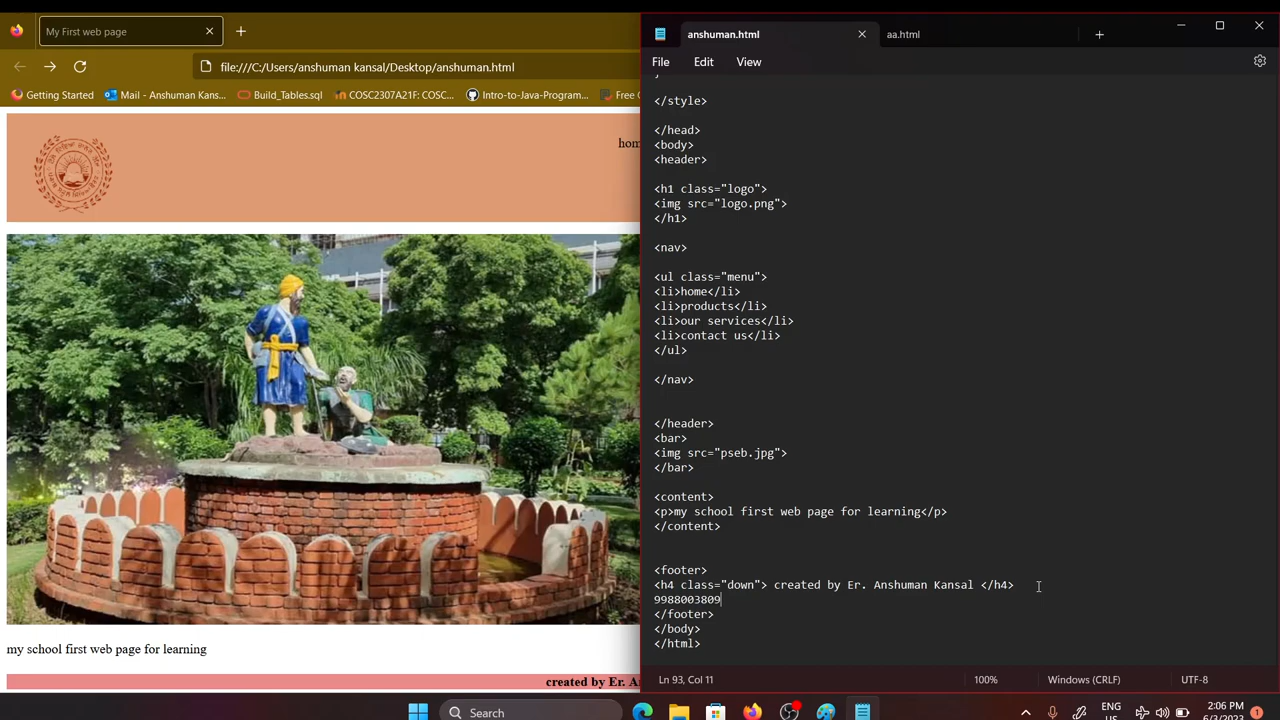 My First web page
anshuman.html
aa.html
file:///C:/Users/anshuman kansal/Desktop/anshuman.html
File Edit View
Getting Started
Mail - Anshuman Kans...
Build_Tables.sql
COSC2307A21F: COSC...
Intro-to-Java-Program...
Free
hom
}
</style>
</head>
<body>
<header>
<h1 class="logo">
<img src="logo.png">
</h1>
<nav>
<ul class="menu">
<li>home</li>
<li>products</li>
<li>our services</li>
<li>contact us</li>
</ul>
</nav>
</header>
<bar>
<img src="pseb.jpg">
</bar>
<content>
<p>my school first web page for learning</p>
</content>
<footer>
<h4 class="down"> created by Er. Anshuman Kansal </h4>
9988003809
</footer>
</body>
</html>
my school first web page for learning
created by Er. A
Ln 93, Col 11
100%
Windows (CRLF)
UTF-8
Search
ENG
US
2:06 PM
1